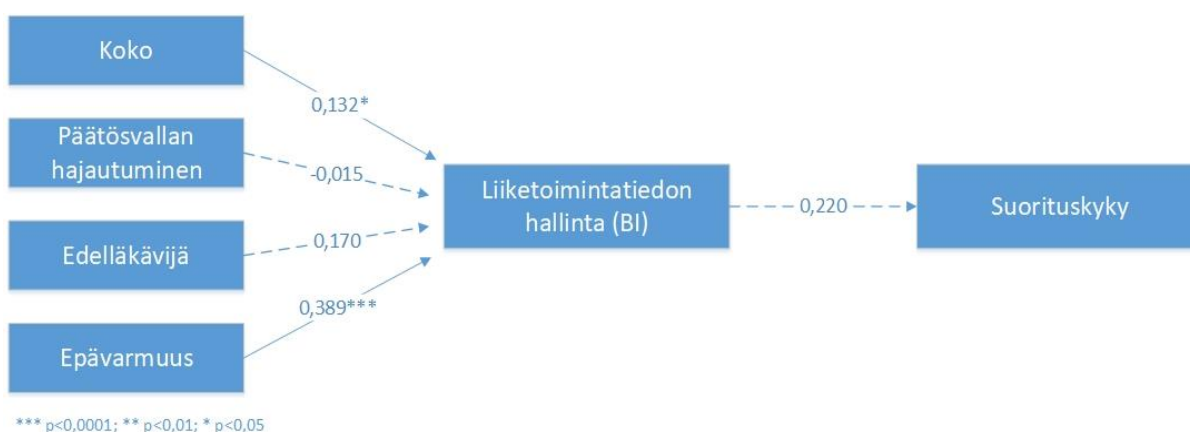 Koko
0,132*
Päätösvallan
hajautuminen
-0,015
Liiketoimintatiedon
hallinta (BI)
0,220
Suorituskyky
Edelläkävijä
0,170
0,389***
Epävarmuus
*** p<0,0001; ** p<0,01; * p<0,05